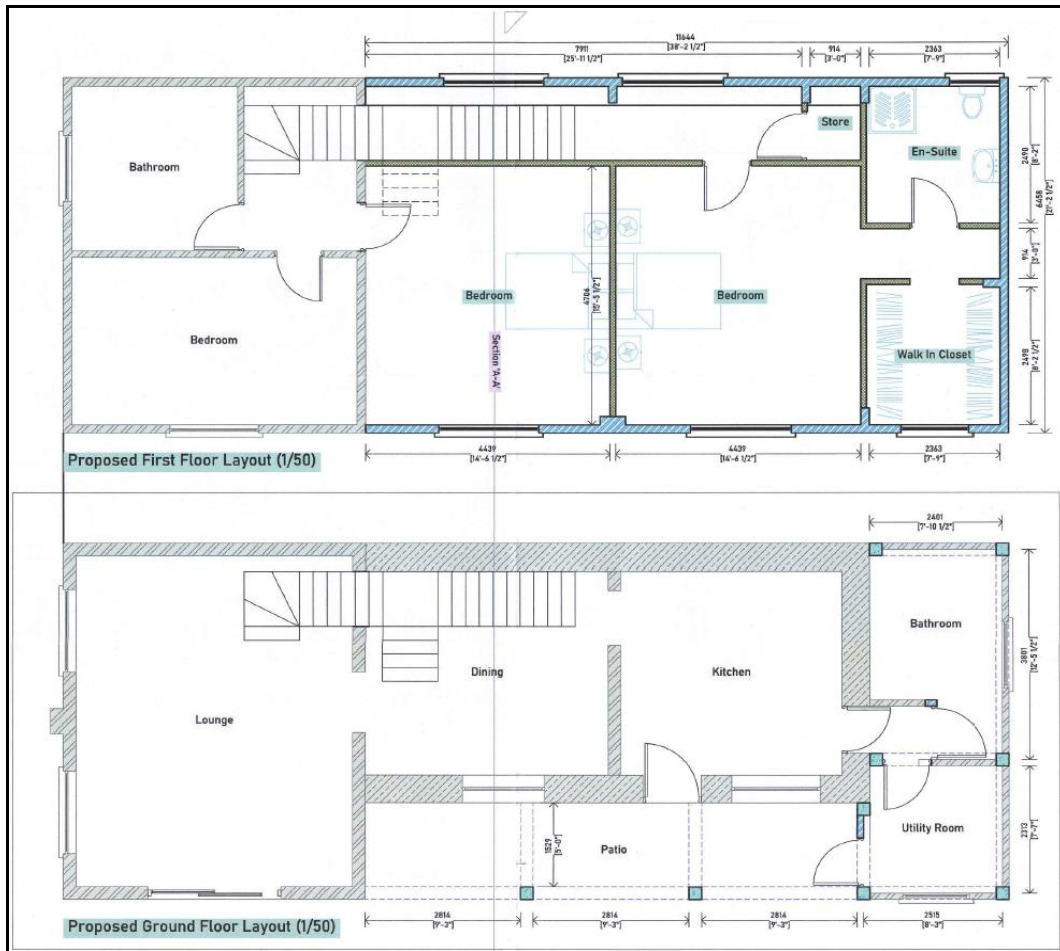 11644
[38'-2 1/2"]
7911
[25'-11 1/2"]
914
[3'-0"]
2363
[7'-9"]
Store
Bathroom
En-Suite
2490
[8'-2"]
6458
[21'-2 1/2"]
914
[3'-0"]
Bedroom
4706
[15'-5 1/2"]
Bedroom
Bedroom
Section 'A-A'
Walk In Closet
2498
[8'-2 1/2"]
4439
[14'-6 1/2"]
4439
[14'-6 1/2"]
2363
[7'-9"]
Proposed First Floor Layout (1/50)
2401
[7'-10 1/2"]
Bathroom
3801
[12'-5 1/2"]
Dining
Kitchen
Lounge
Utility Room
2313
[7'-7"]
1529
[5'-0"]
Patio
2814
[9'-3"]
2814
[9'-3"]
2814
[9'-3"]
2515
[8'-3"]
Proposed Ground Floor Layout (1/50)